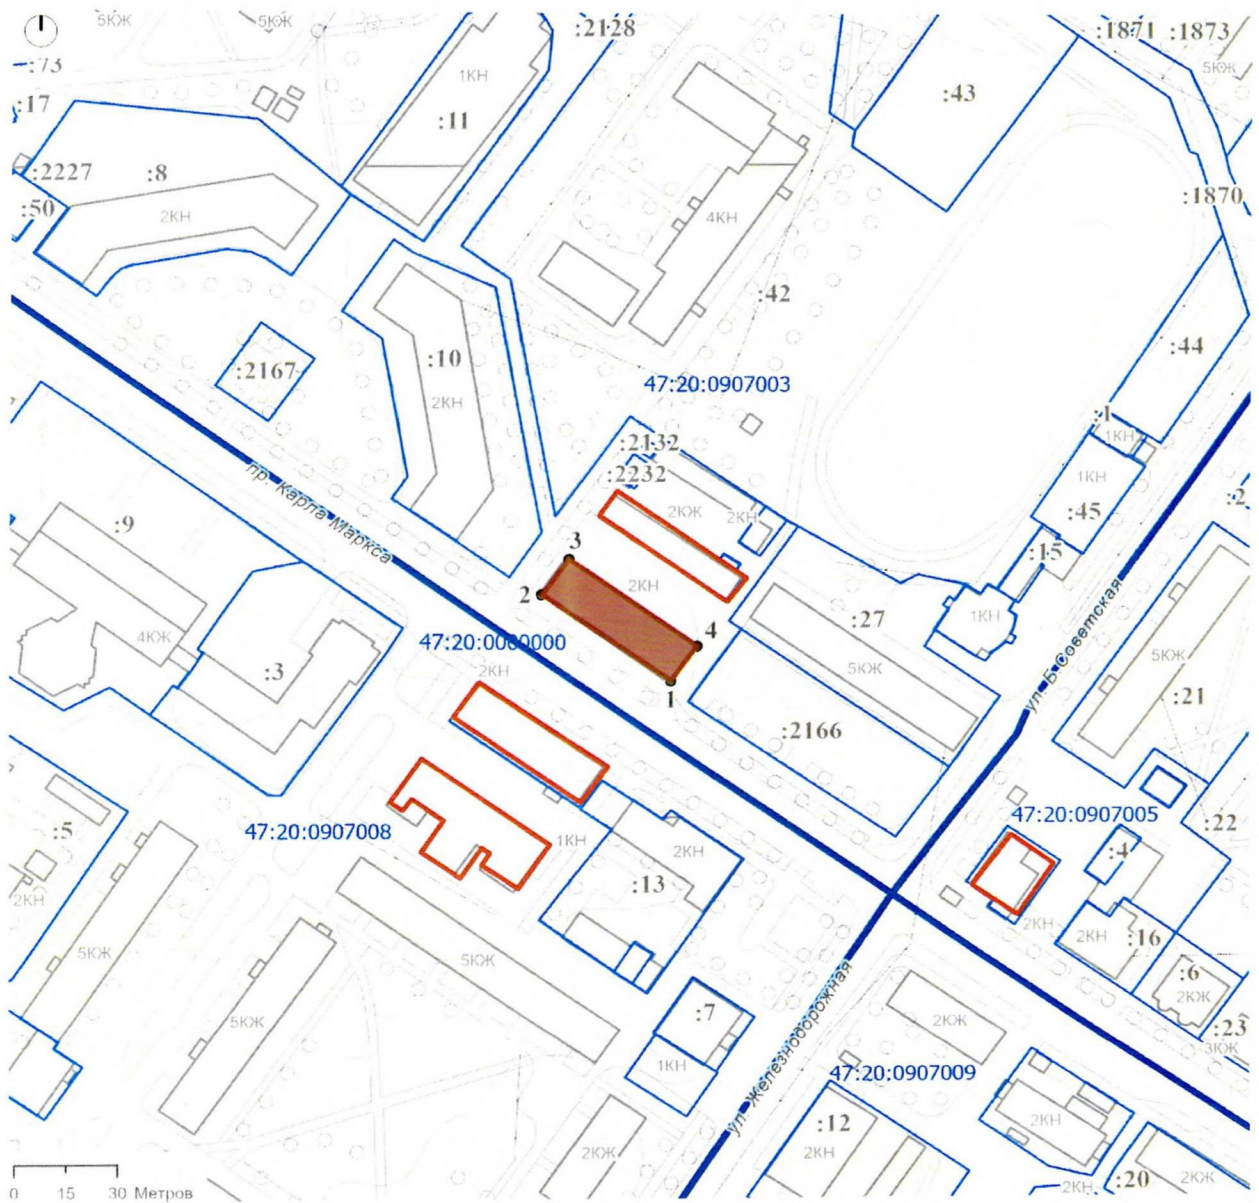 5КЖ
5КЖ
:2128
:1871 :1873
5КЖ
:73
1КН
:17
:11
:43
:2227
:8
:50
2КН
4КН
:1870
:42
:10
:44
:2167
47:20:0907003
2КН
:1
:2132
1КН
:2232
1КН
пр. Карла Маркса
2КЖ
2КН
:45
:2
:9
:15
3
2КН
2
:27
1КН
ул. Б.Советская
4КЖ
47:20:0000000
4
5КЖ
2КН
5КЖ
:3
1
:21
:2166
47:20:0907008
47:20:0907005
:5
1КН
2КН
:22
:4
:13
2КН
2КН
2КН
:16
5КЖ
5КЖ
:6
2КЖ
5КЖ
:7
2КЖ
:23
3КЖ
ул. Железнодорожная
1КН
47:20:0907009
:12
2КН
2КН
2КЖ
:20
2КЖ
2КН
0 15 30 Метров